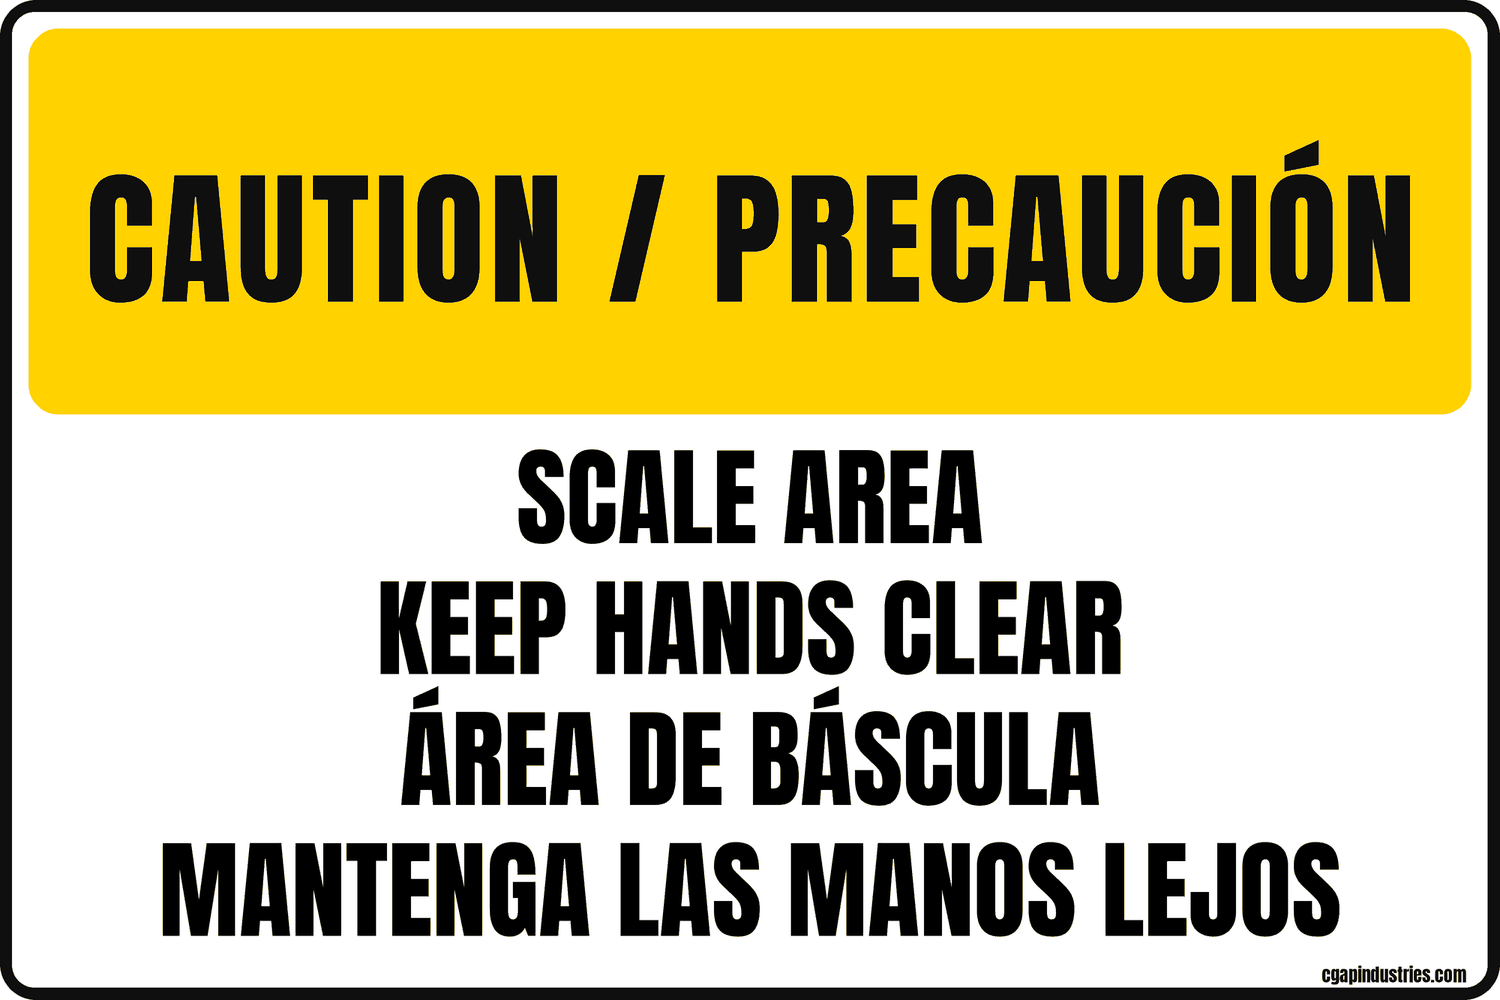 CAUTION / PRECAUCIÓN
SCALE AREA
KEEP HANDS CLEAR
ÁREA DE BÁSCULA
MANTENGA LAS MANOS LEJOS
cgapindustries.com